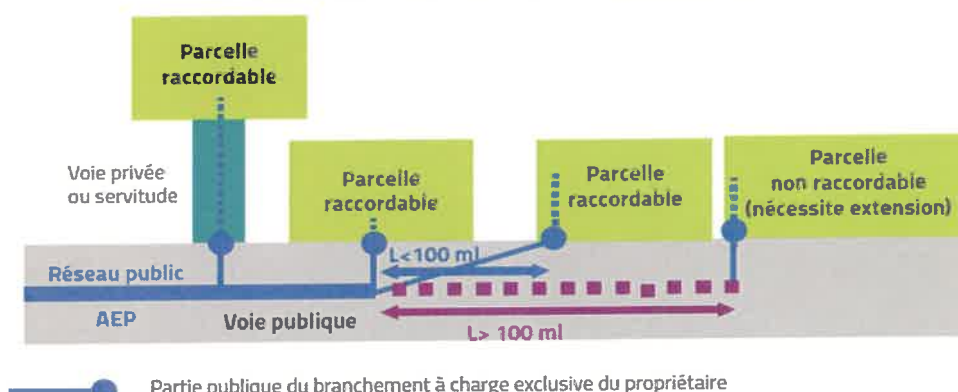 Parcelle
raccordable
Voie privée
ou servitude
Parcelle
raccordable
Parcelle
raccordable
Parcelle
non raccordable
(nécessite extension)
L<100 ml
Réseau public
AEP
Voie publique
L> 100 ml
Partie publique du branchement à charge exclusive du propriétaire